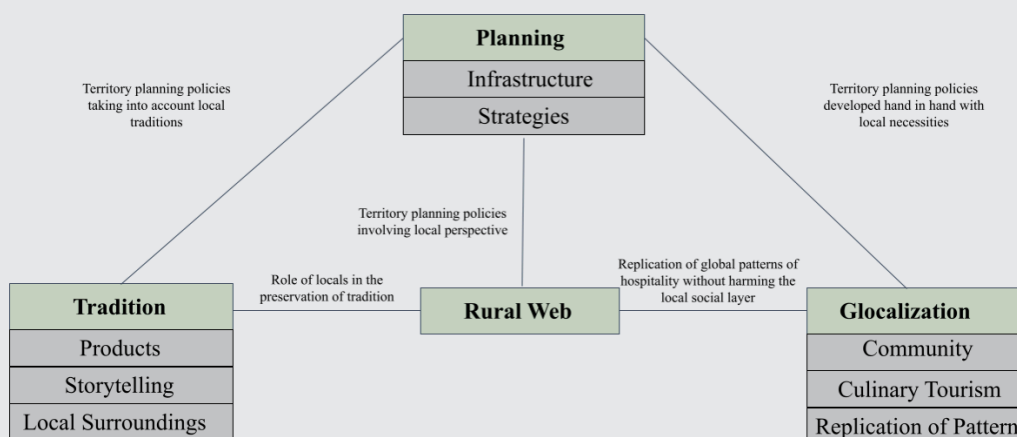 Planning
Infrastructure
Strategies
Territory planning policies
taking into account local
traditions
Territory planning policies
developed hand in hand with
local necessities
Territory planning policies
involving local perspective
Role of locals in the
preservation of tradition
Replication of global patterns of
hospitality without harming the
local social layer
Tradition
Products
Storytelling
Local Surroundings
Rural Web
Glocalization
Community
Culinary Tourism
Replication of Pattern